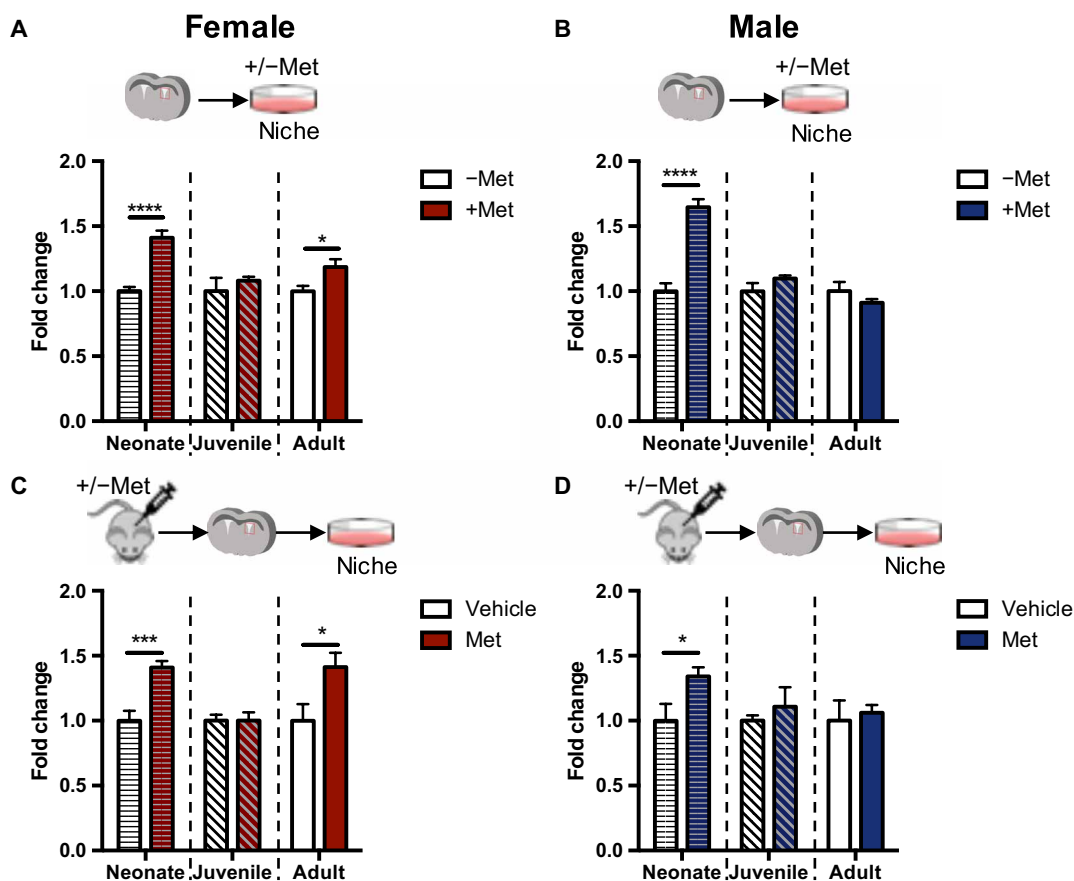 A
Female
+/−Met
Niche
2.0
1.5
1.0
0.5
0.0
Fold change
****
*
−Met
+Met
Neonate Juvenile Adult
B
Male
+/−Met
Niche
2.0
1.5
1.0
0.5
0.0
Fold change
****
−Met
+Met
Neonate Juvenile Adult
C
+/−Met
Niche
2.0
1.5
1.0
0.5
0.0
Fold change
***
*
Vehicle
Met
Neonate Juvenile Adult
D
+/−Met
Niche
2.0
1.5
1.0
0.5
0.0
Fold change
*
Vehicle
Met
Neonate Juvenile Adult